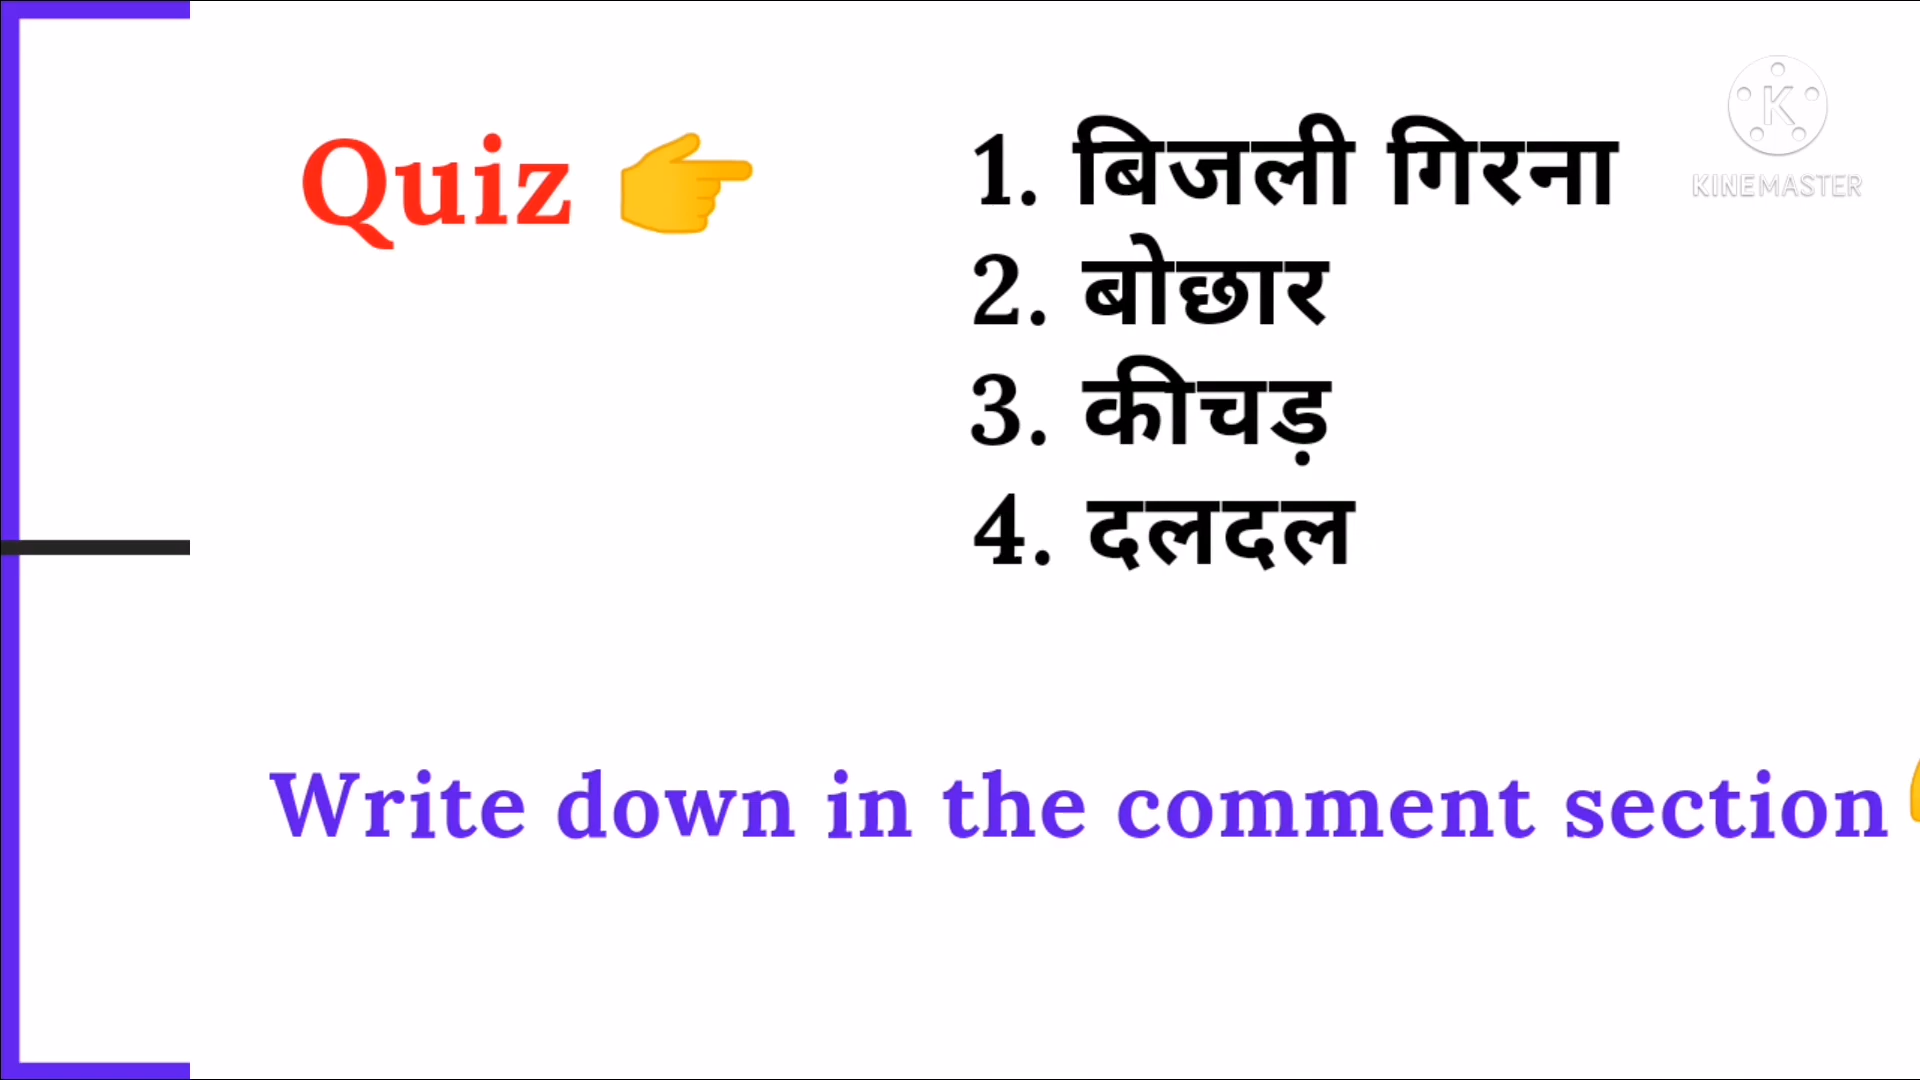 Quiz 👉
1. बिजली गिरना
2. बोछार
3. कीचड़
4. दलदल
KINEMASTER
Write down in the comment section